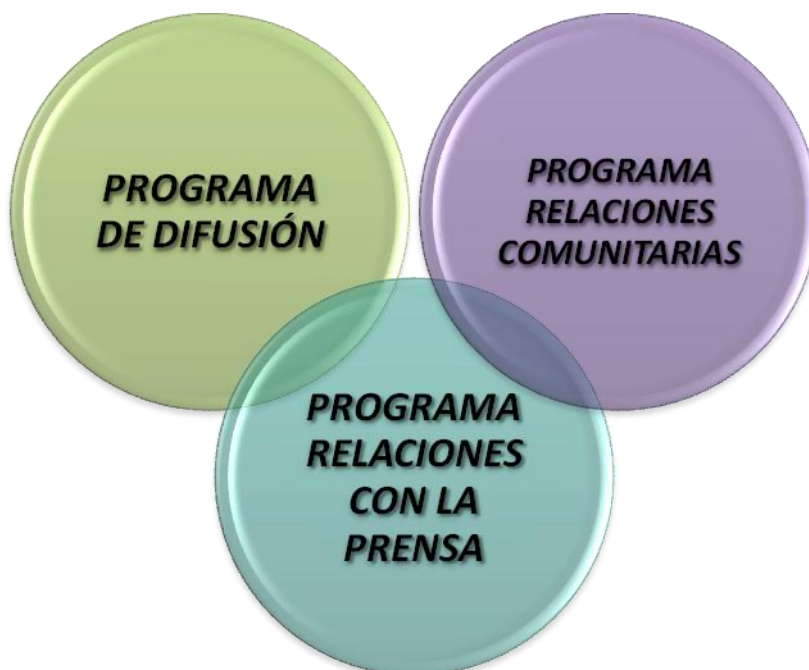 PROGRAMA
DE DIFUSIÓN
PROGRAMA
RELACIONES
COMUNITARIAS
PROGRAMA
RELACIONES
CON LA
PRENSA